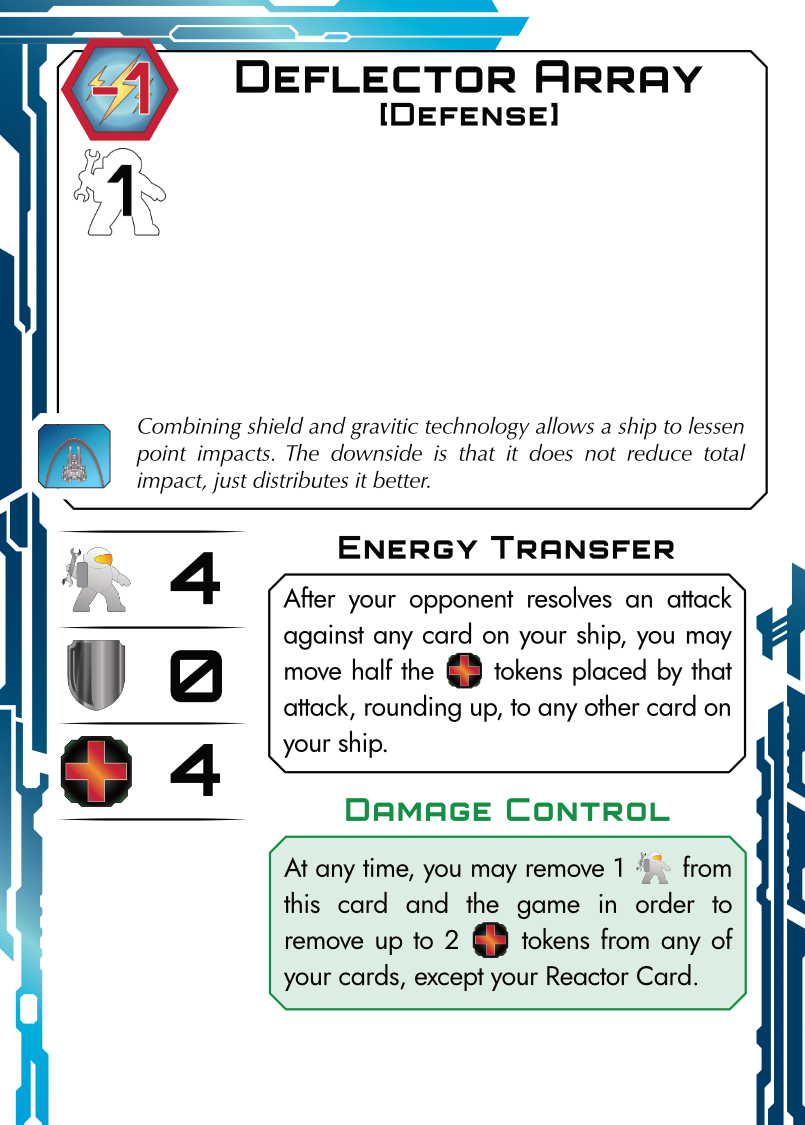 -1
DEFLECTOR ARRAY
[DEFENSE]
1
Combining shield and gravitic technology allows a ship to lessen
point impacts. The downside is that it does not reduce total
impact, just distributes it better.
4
0
4
ENERGY TRANSFER
After your opponent resolves an attack
against any card on your ship, you may
move half the tokens placed by that
attack, rounding up, to any other card on
your ship.
DAMAGE CONTROL
At any time, you may remove 1 from
this card and the game in order to
remove up to 2 tokens from any of
your cards, except your Reactor Card.